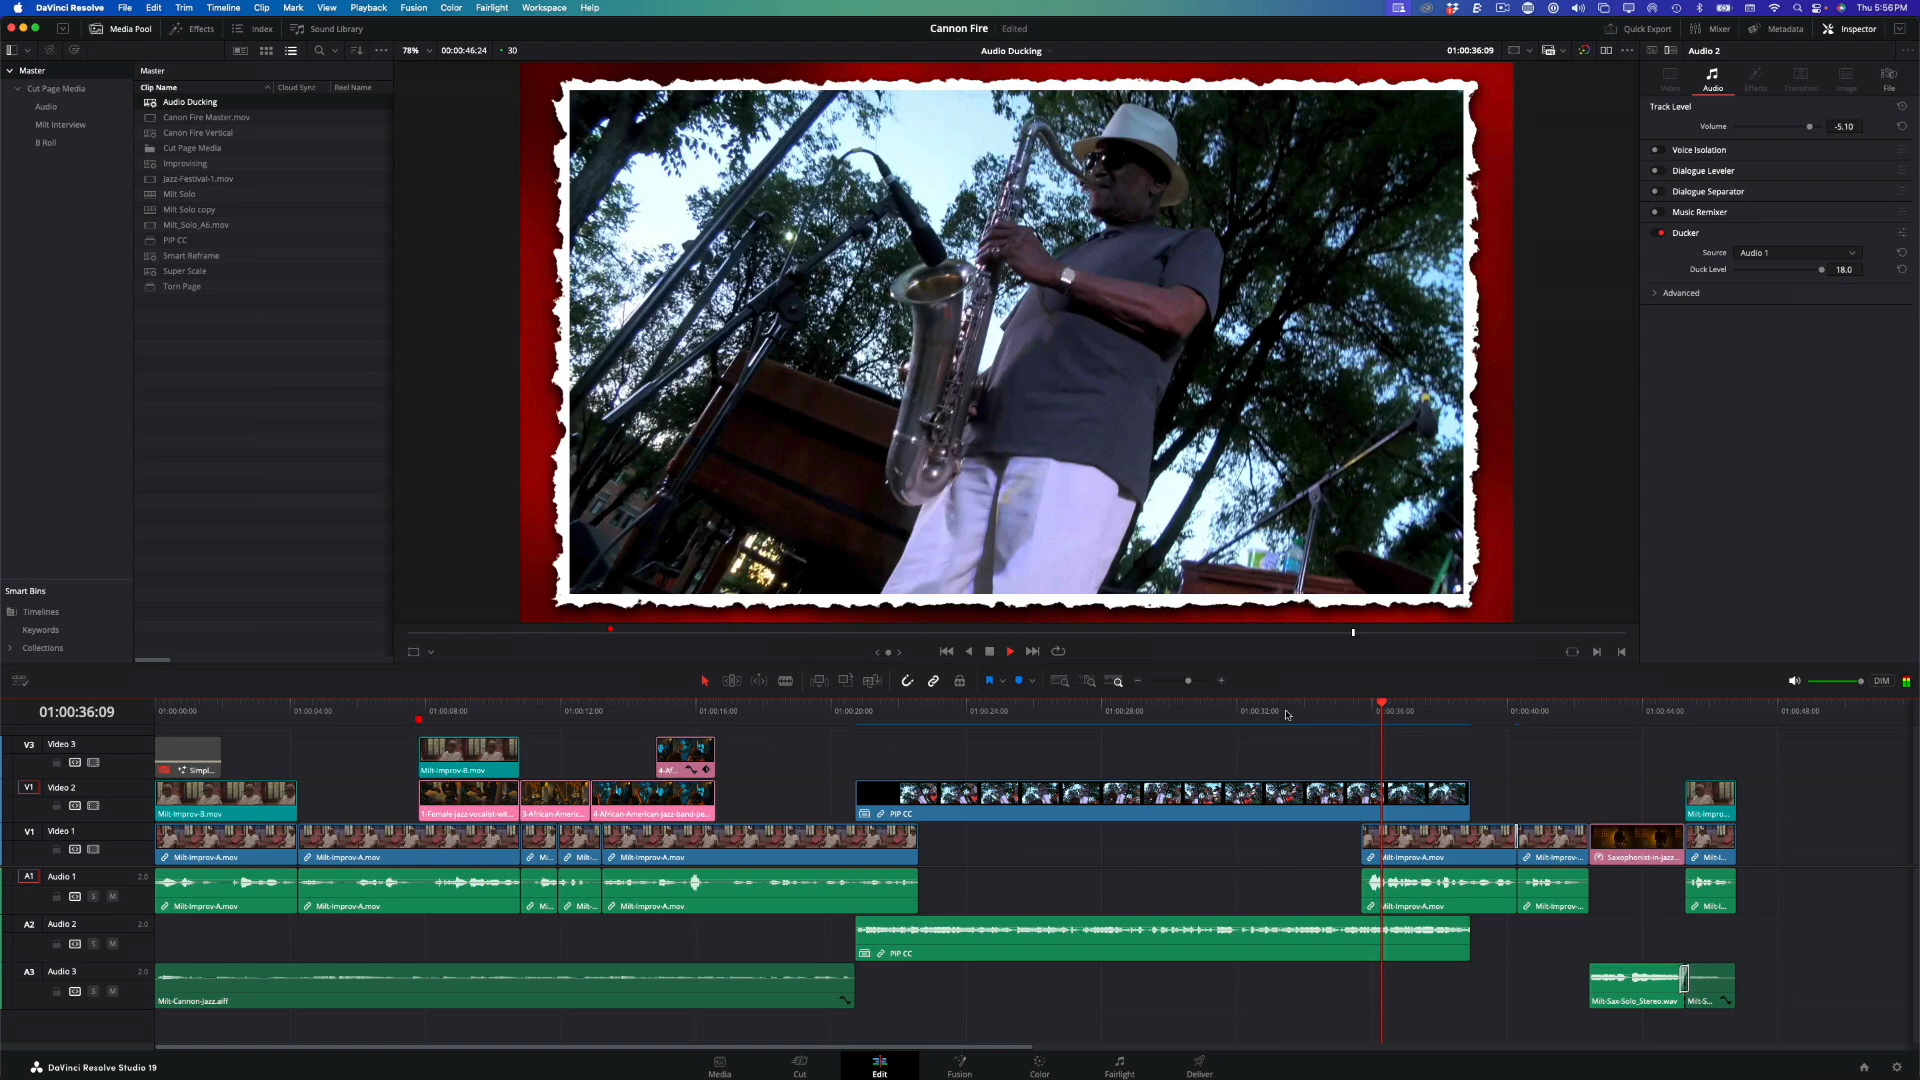 DaVinci Resolve File Edit Trim Timeline Clip Mark View Playback Fusion Color Fairlight Workspace Help Thu 5:56PM
Media Pool Effects Index Sound Library Cannon Fire Edited Quick Export Mixer Metadata Inspector
78% 00:00:46:24 30 Audio Ducking 01:00:36:09 Audio 2
Master Master
Clip Name Cloud Sync Reel Name
Cut Page Media
Audio
Milt Interview
B Roll
Audio Ducking
Canon Fire Master.mov
Canon Fire Vertical
Cut Page Media
Improvising
Jazz-Festival-1.mov
Milt Solo
Milt Solo copy
Milt_Solo_A6.mov
PIP CC
Smart Reframe
Super Scale
Torn Page
Video Audio Effects Transition Image File
Track Level
Volume -5.10
Voice Isolation
Dialogue Leveler
Dialogue Separator
Music Remixer
Ducker
Source Audio 1
Duck Level 18.0
Advanced
Smart Bins
Timelines
Keywords
Collections
DIM
01:00:36:09 01:00:00:00 01:00:04:00 01:00:08:00 01:00:12:00 01:00:16:00 01:00:20:00 01:00:24:00 01:00:28:00 01:00:32:00 01:00:36:00 01:00:40:00 01:00:44:00 01:00:48:00
V3 Video 3
Simpl... Milt-Improv-B.mov 4-Af...
V1 Video 2
Milt-Improv-B.mov 1-Female-jazz-vocalist-wit... 3-African-Americ... 4-African-American-jazz-band-pe... PIP CC Milt-Impro...
V1 Video 1
Milt-Improv-A.mov Milt-Improv-A.mov Mi... Milt-... Milt-Improv-A.mov Milt-Improv-A.mov Milt-Improv-... Saxophonist-in-jazz... Milt-I...
A1 Audio 1 2.0
S M
Milt-Improv-A.mov Milt-Improv-A.mov Mi... Milt-... Milt-Improv-A.mov Milt-Improv-A.mov Milt-Improv-... Milt-I...
A2 Audio 2 2.0
S M
PIP CC
A3 Audio 3 2.0
S M
Milt-Cannon-Jazz.aiff Milt-Sax-Solo_Stereo.wav Milt-S...
DaVinci Resolve Studio 19 Media Cut Edit Fusion Color Fairlight Deliver